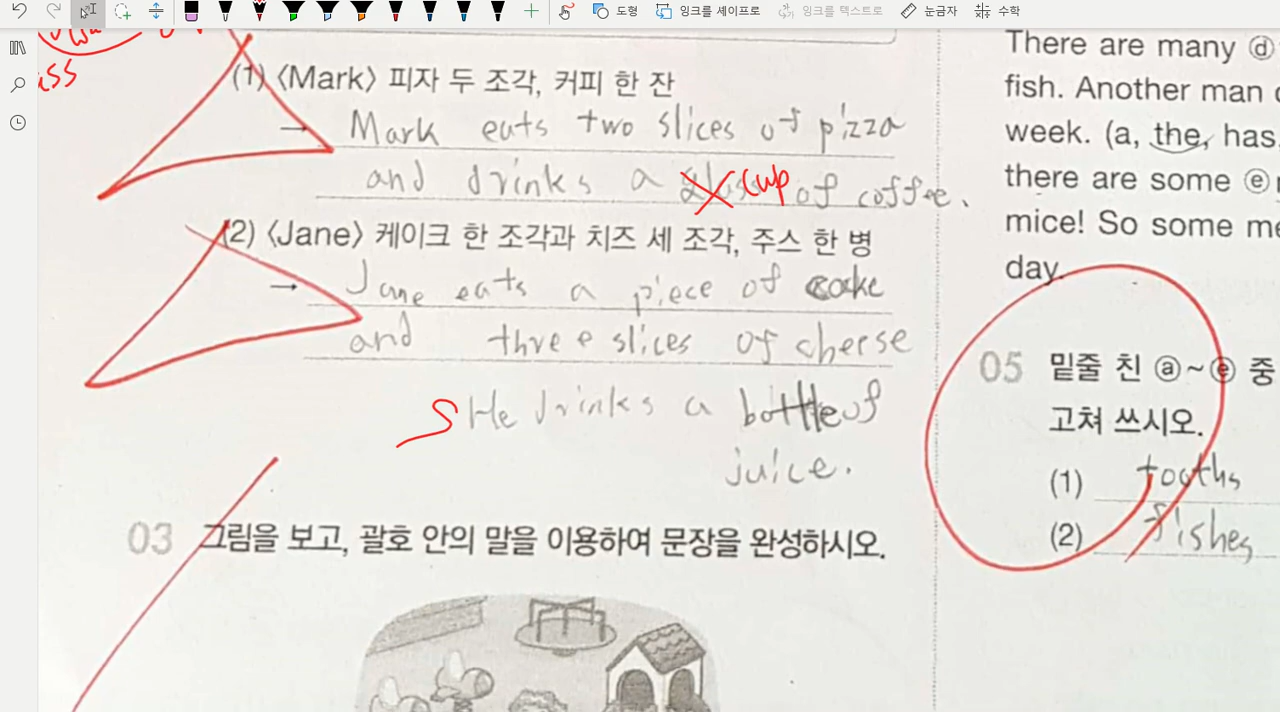 도형
잉크를 셰이프로
잉크를 텍스트로
눈금자
수학
ss
(1) 〈Mark〉 피자 두 조각, 커피 한 잔
→ Mark eats two slices of pizza
and drinks a glass cup of coffee.
(2) 〈Jane〉 케이크 한 조각과 치즈 세 조각, 주스 한 병
→ Jane eats a piece of cake
and three slices of cheese
SHe drinks a bottle of
juice.
03 그림을 보고, 괄호 안의 말을 이용하여 문장을 완성하시오.
There are many ⓓ
fish. Another man
week. (a, the, has,
there are some ⓔ
mice! So some me
day.
05 밑줄 친 ⓐ~ⓔ 중
고쳐 쓰시오.
(1) tooths
(2) fishes